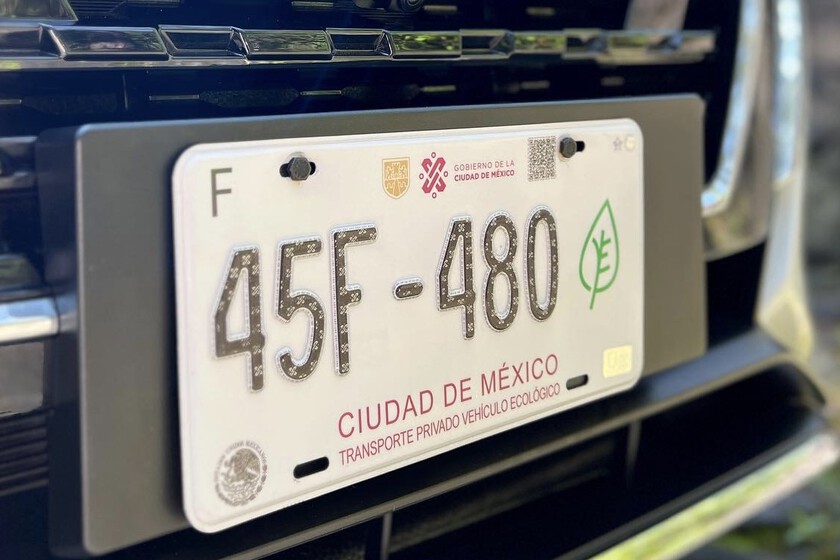 F
GOBIERNO DE LA
CIUDAD DE MÉXICO
45F-480
CIUDAD DE MÉXICO
TRANSPORTE PRIVADO VEHÍCULO ECOLÓGICO